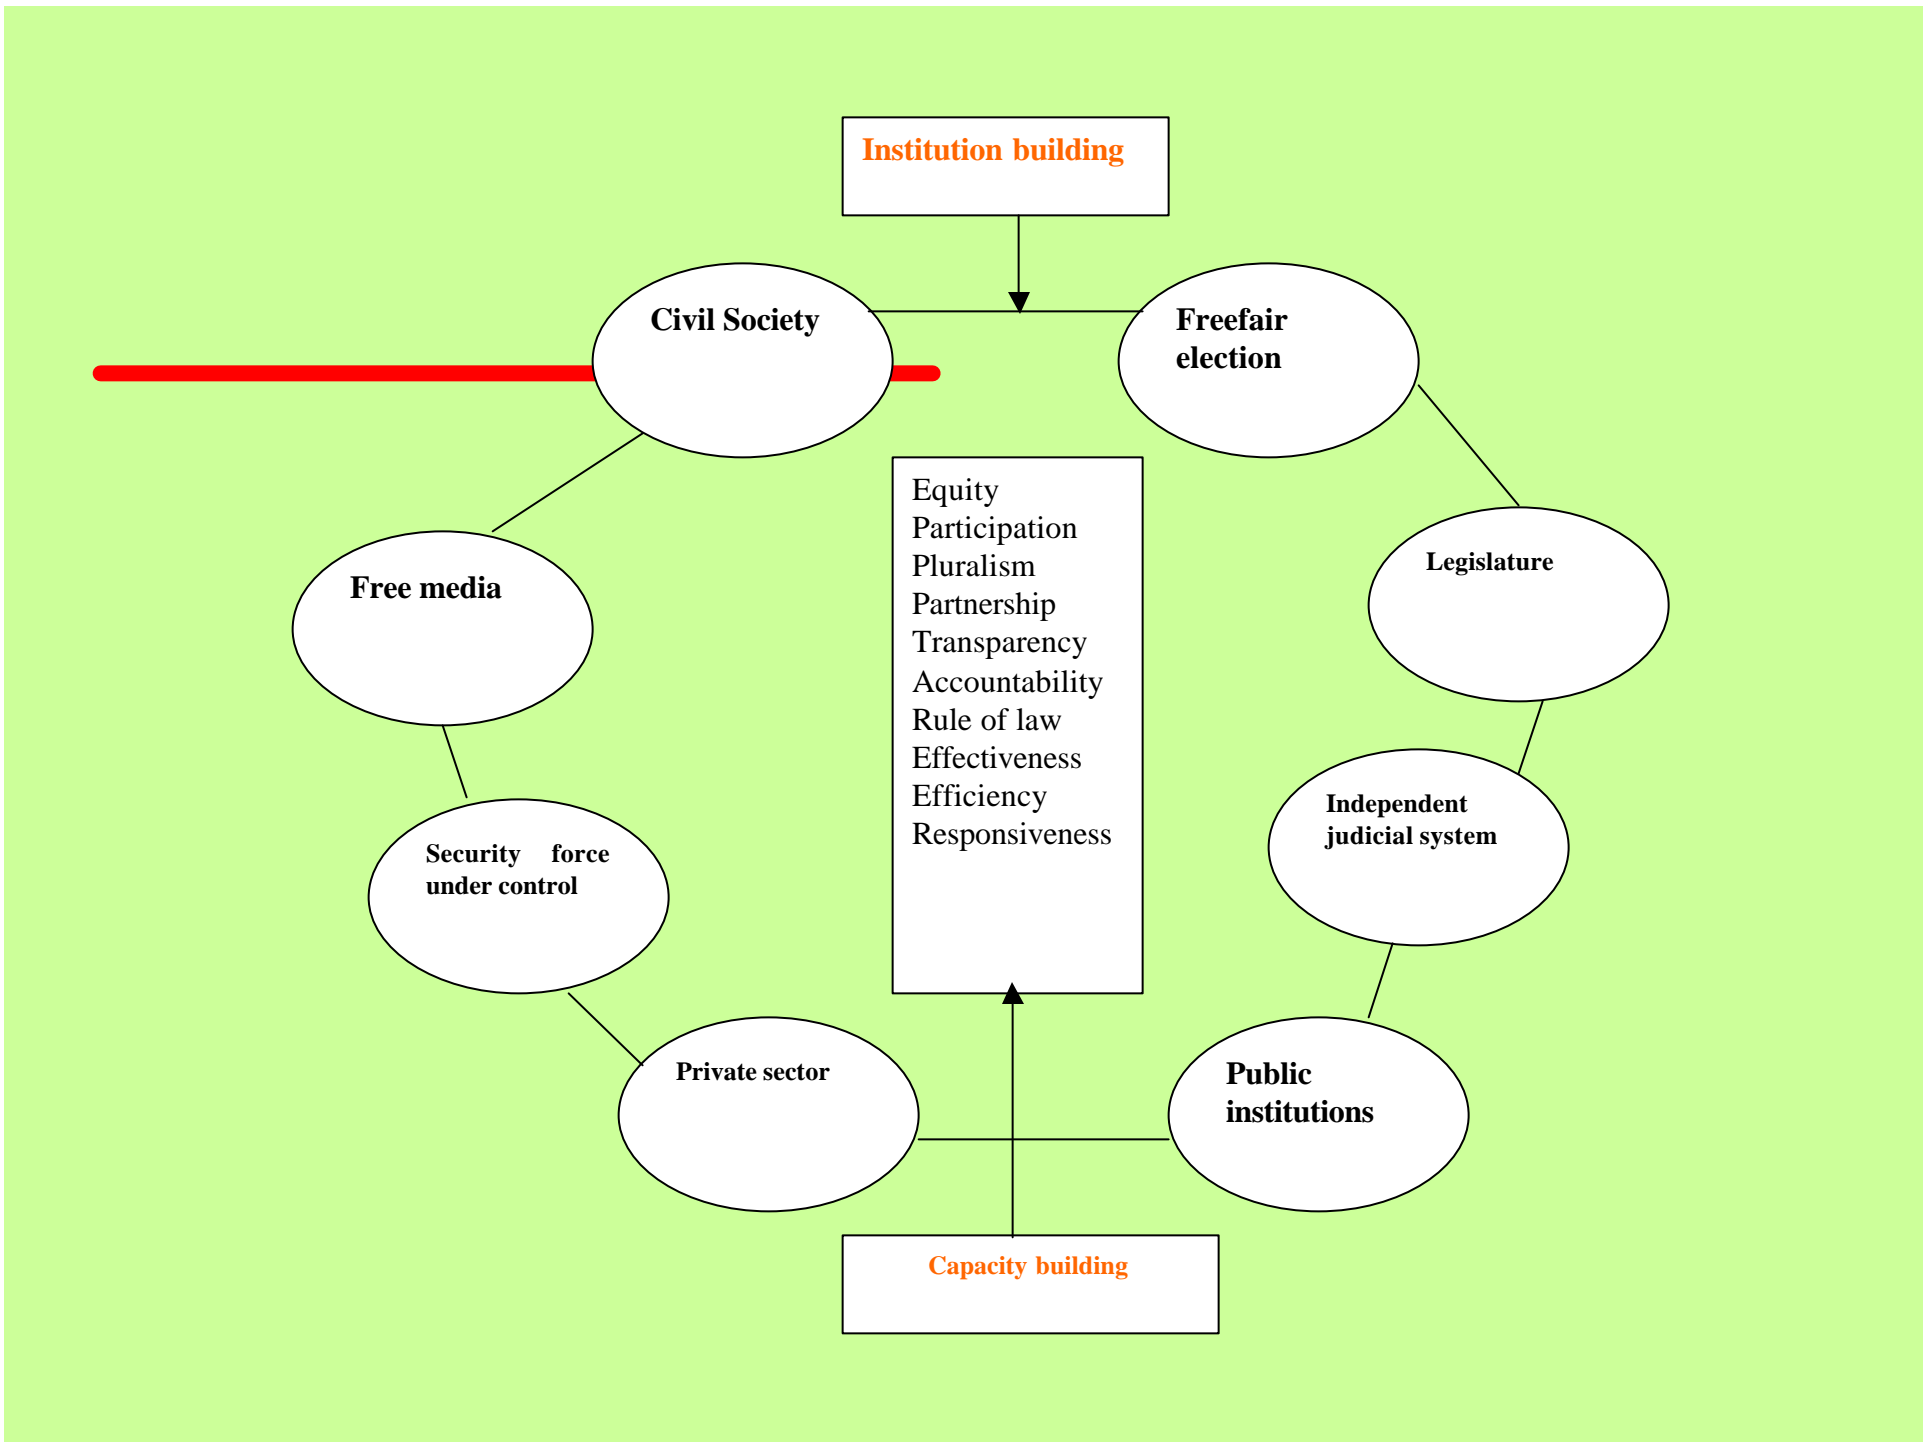 Institution building
Civil Society
Freefair
election
Equity
Participation
Pluralism
Partnership
Transparency
Accountability
Rule of law
Effectiveness
Efficiency
Responsiveness
Legislature
Free media
Independent
judicial system
Security force
under control
Private sector
Public
institutions
Capacity building